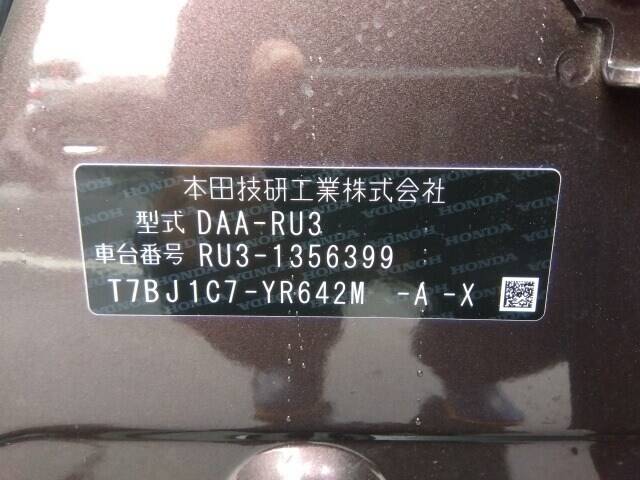 本田技研工業株式会社
型式 DAA-RU3
車台番号 RU3-1356399
T7BJ1C7-YR642M -A -X